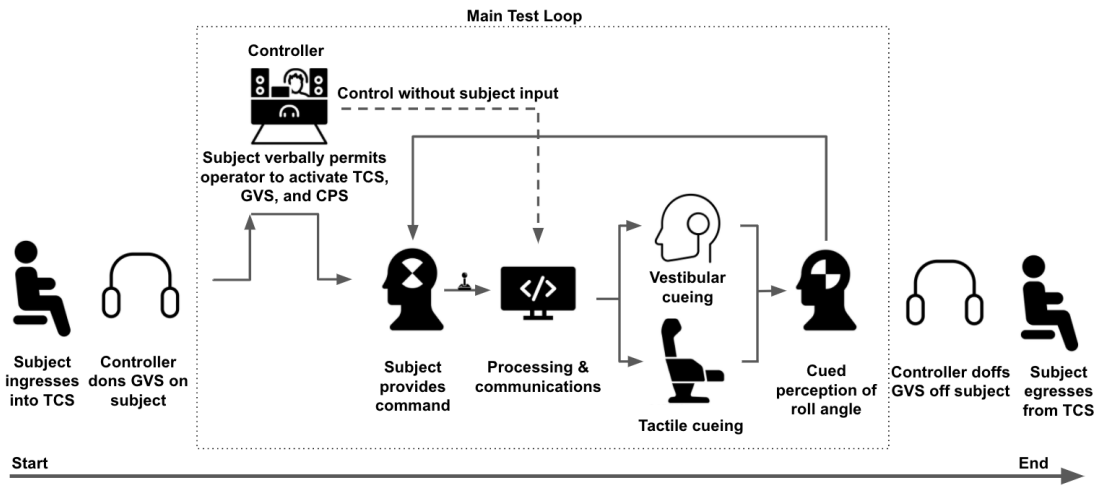 Main Test Loop
Controller
Control without subject input
Subject verbally permits
operator to activate TCS,
GVS, and CPS
Vestibular
cueing
Subject
ingresses
into TCS
Controller
dons GVS on
subject
Subject
provides
command
Processing &
communications
Tactile cueing
Cued
perception of
roll angle
Controller doffs
GVS off subject
Subject
egresses
from TCS
Start
End